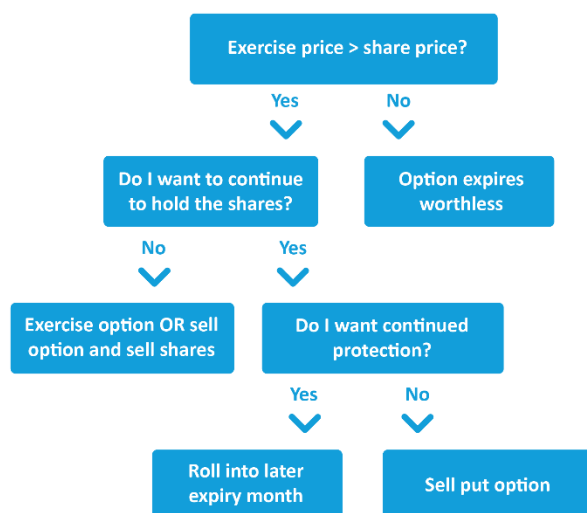 Exercise price > share price?
Yes
No
Do I want to continue
to hold the shares?
Option expires
worthless
No
Yes
Exercise option OR sell
option and sell shares
Do I want continued
protection?
Yes
No
Roll into later
expiry month
Sell put option